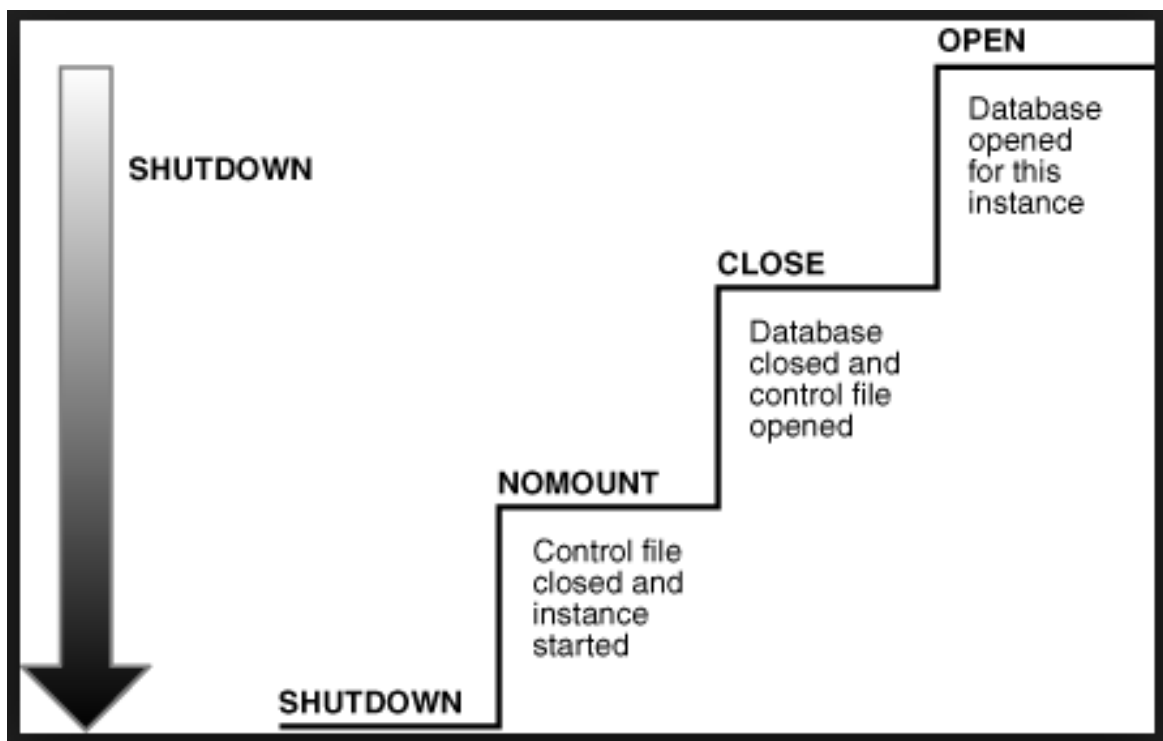 OPEN
Database
opened
for this
instance
SHUTDOWN
CLOSE
Database
closed and
control file
opened
NOMOUNT
Control file
closed and
instance
started
SHUTDOWN